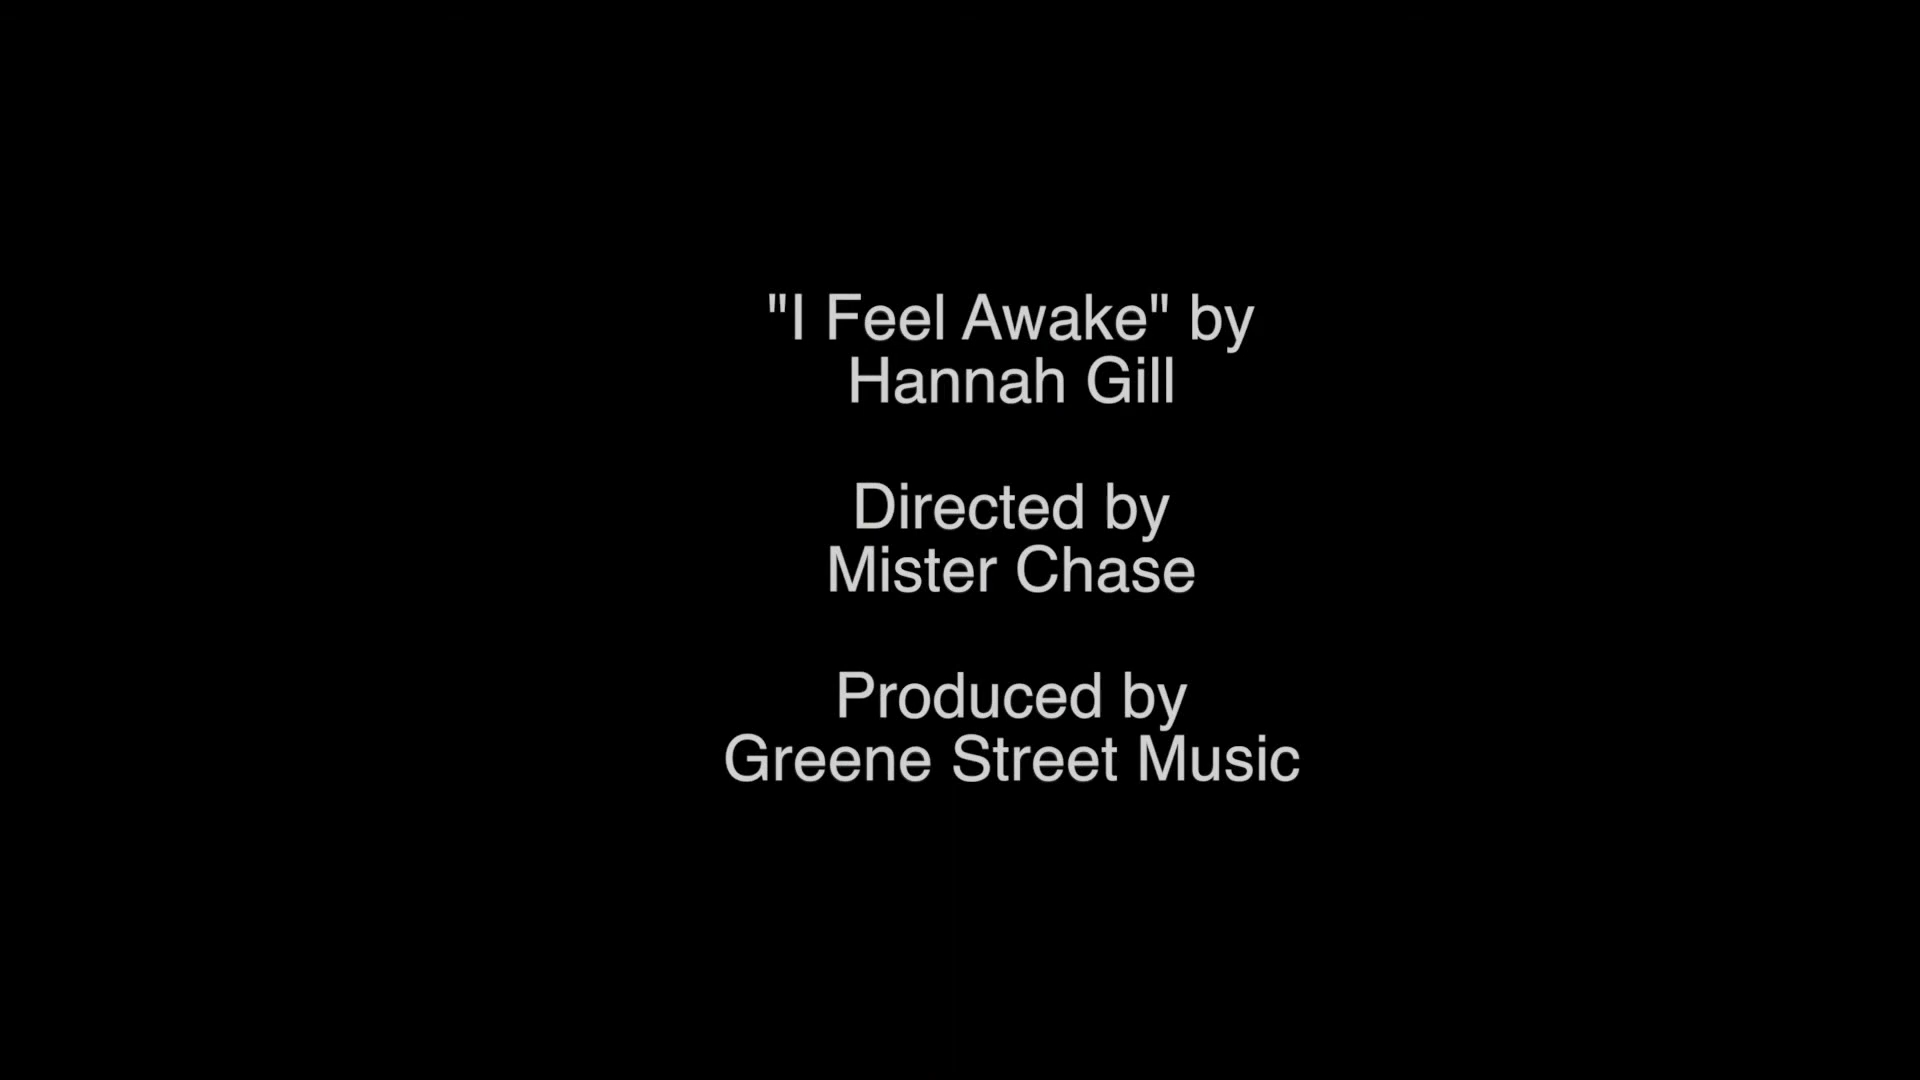 "I Feel Awake" by
Hannah Gill
Directed by
Mister Chase
Produced by
Greene Street Music